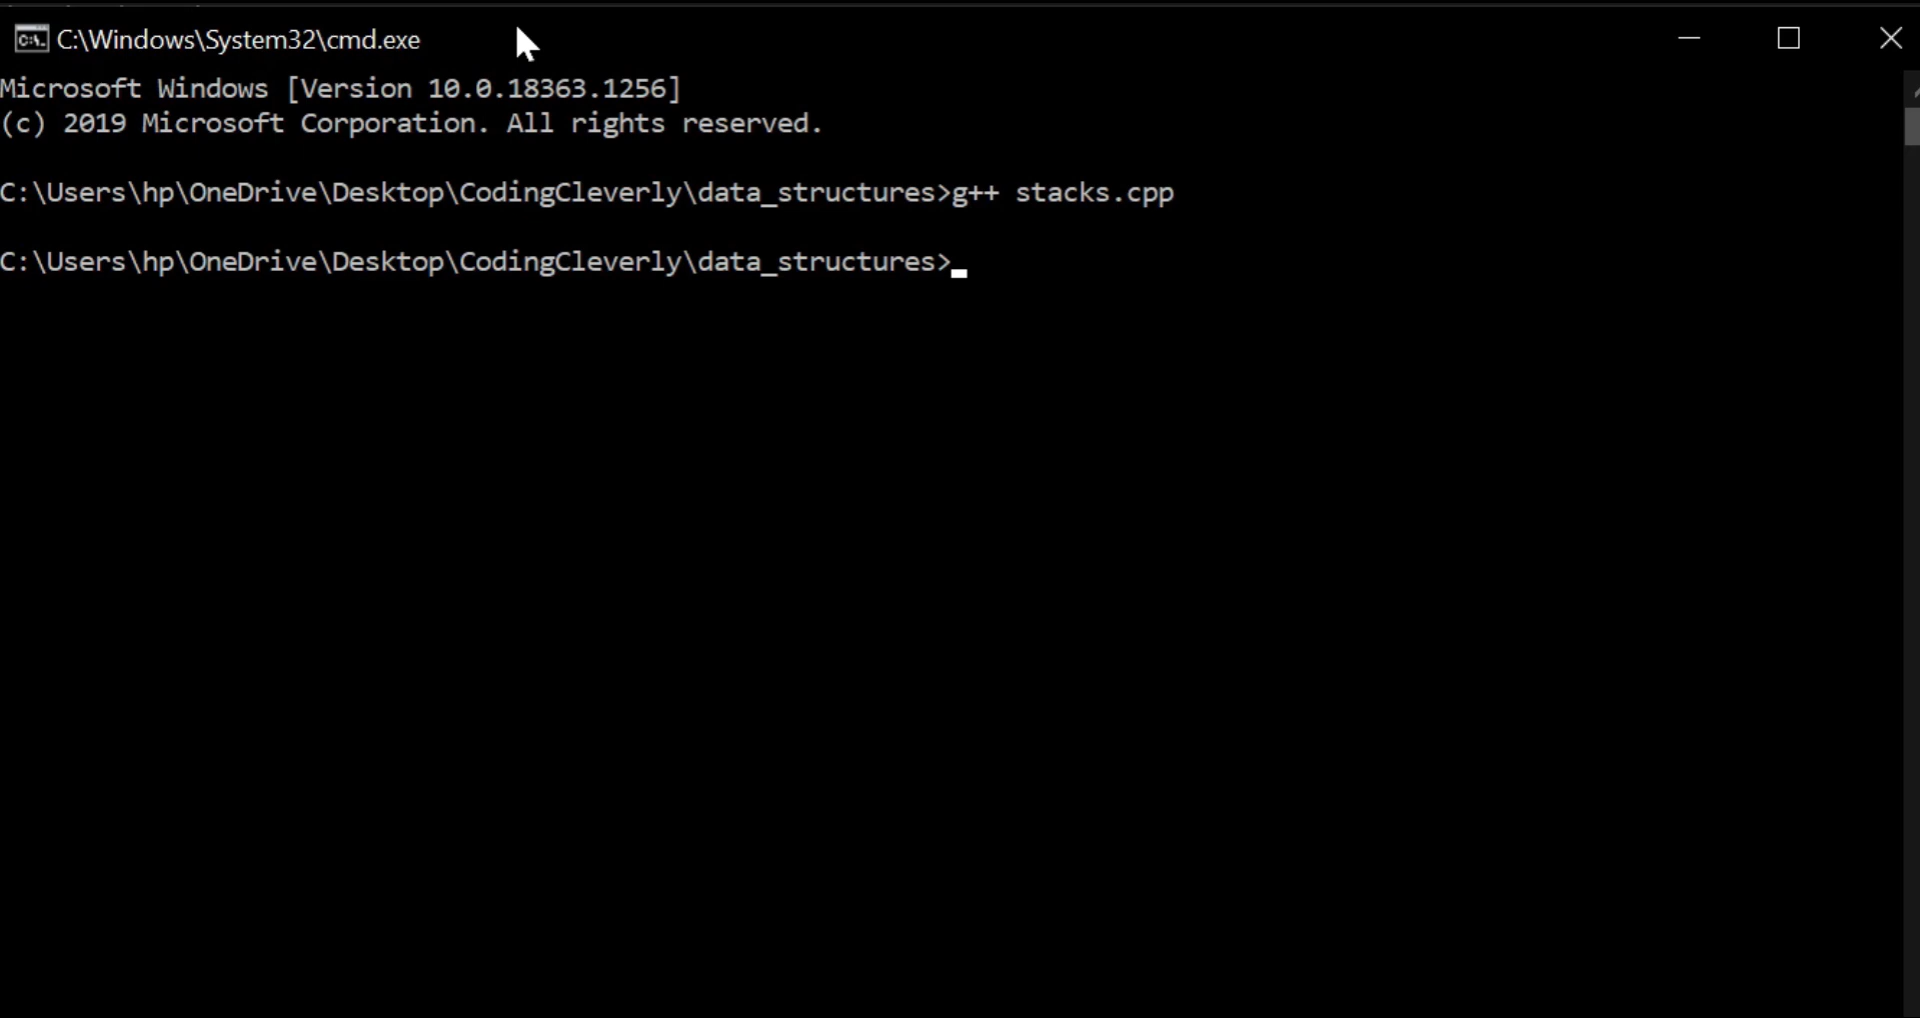 C:\Windows\System32\cmd.exe
Microsoft Windows [Version 10.0.18363.1256]
(c) 2019 Microsoft Corporation. All rights reserved.
C:\Users\hp\OneDrive\Desktop\CodingCleverly\data_structures>g++ stacks.cpp
C:\Users\hp\OneDrive\Desktop\CodingCleverly\data_structures>